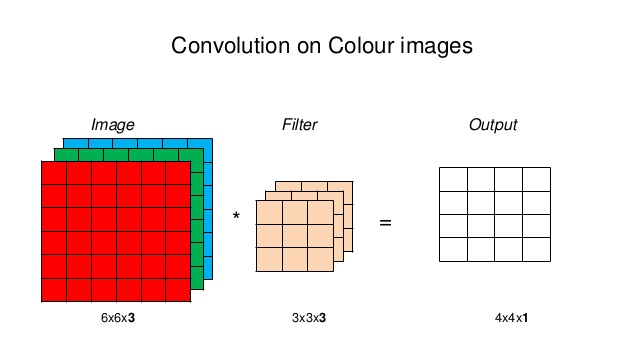 Convolution on Colour images
Image
Filter
Output
*
=
6x6x3
3x3x3
4x4x1